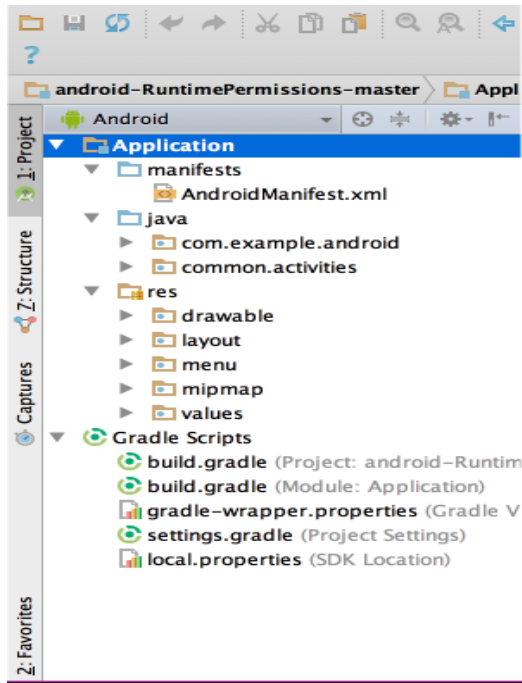 ?
android-RuntimePermissions-master Appl
Android
Application
manifests
AndroidManifest.xml
java
com.example.android
common.activities
res
drawable
layout
menu
mipmap
values
Gradle Scripts
build.gradle (Project: android-Runtim
build.gradle (Module: Application)
gradle-wrapper.properties (Gradle V
settings.gradle (Project Settings)
local.properties (SDK Location)
1: Project
7: Structure
Captures
2: Favorites